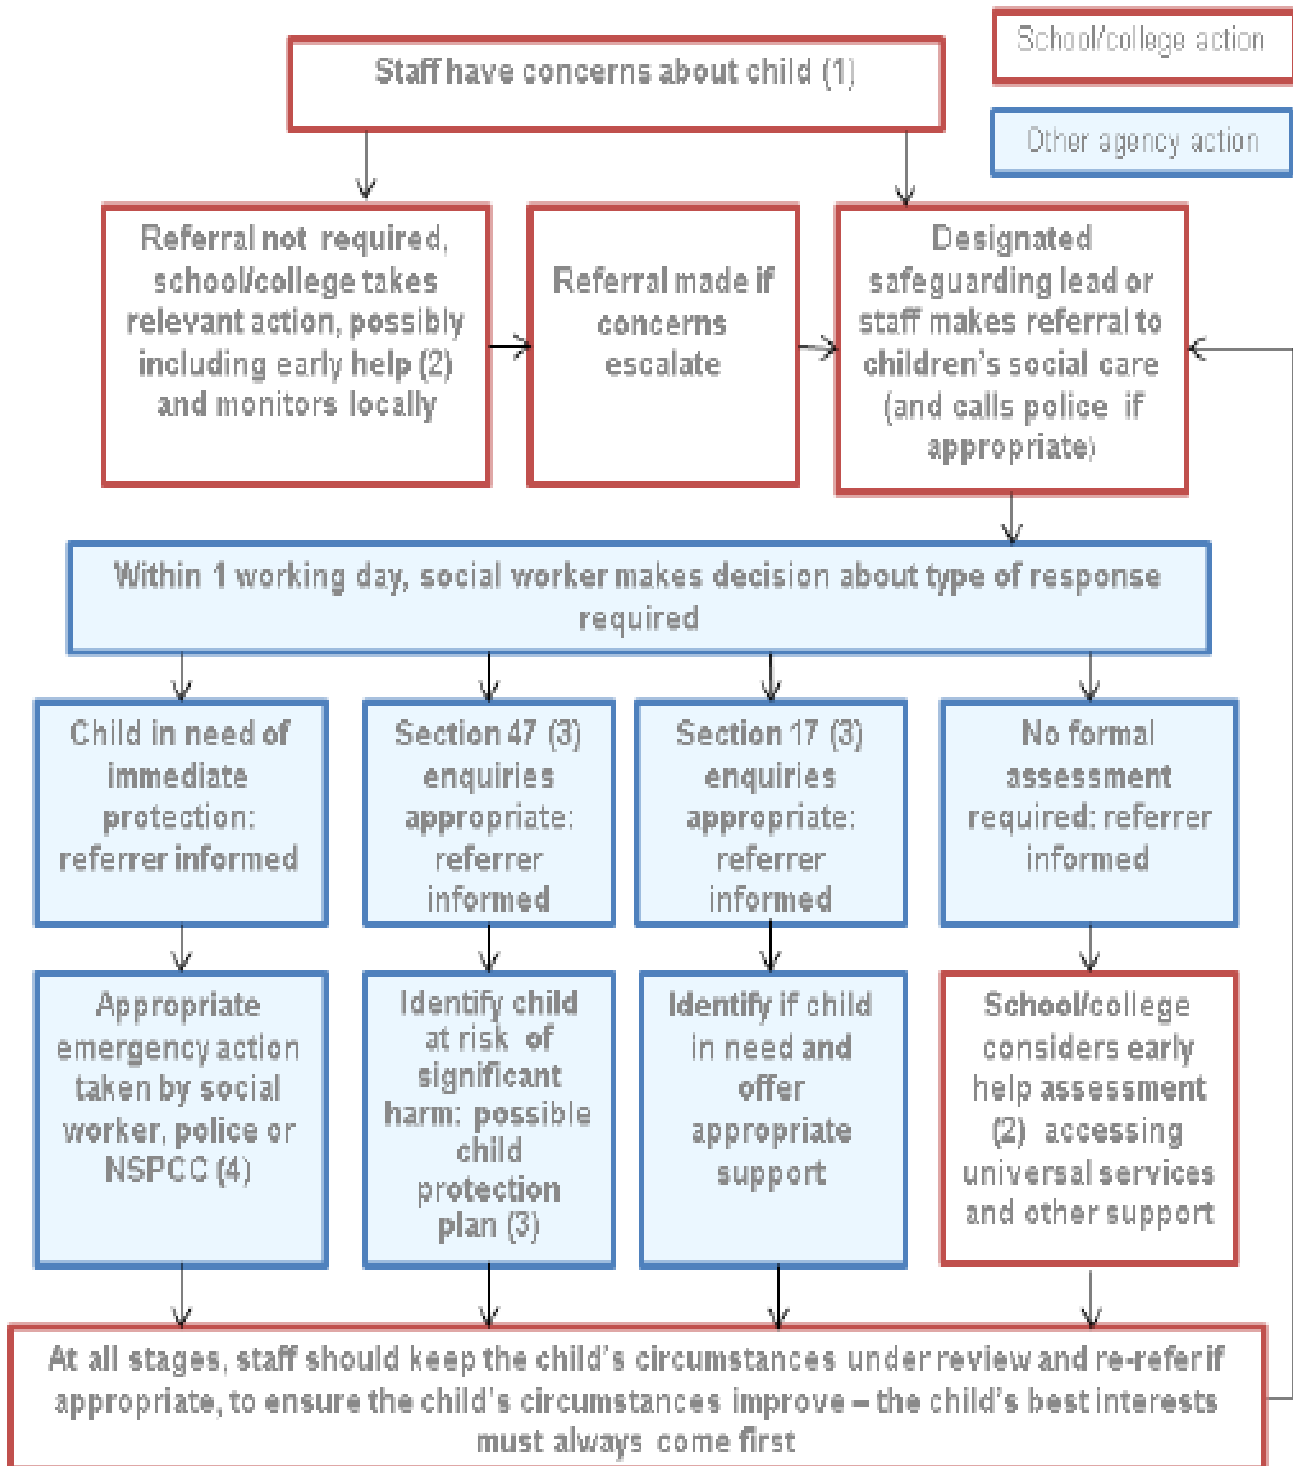 School/college action
Staff have concerns about child (1)
Other agency action
Referral not required,
school/college takes
relevant action, possibly
including early help (2)
and monitors locally
Referral made if
concerns
escalate
Designated
safeguarding lead or
staff makes referral to
children's social care
(and calls police if
appropriate)
Within 1 working day, social worker makes decision about type of response
required
Child in need of
immediate
protection:
referrer informed
Section 47 (3)
enquiries
appropriate:
referrer
informed
Section 17 (3)
enquiries
appropriate:
referrer
informed
No formal
assessment
required: referrer
informed
Appropriate
emergency action
taken by social
worker, police or
NSPCC (4)
Identify child
at risk of
significant
harm: possible
child
protection
plan (3)
Identify if child
in need and
offer
appropriate
support
School/college
considers early
help assessment
(2) accessing
universal services
and other support
At all stages, staff should keep the child's circumstances under review and re-refer if
appropriate, to ensure the child's circumstances improve – the child's best interests
must always come first